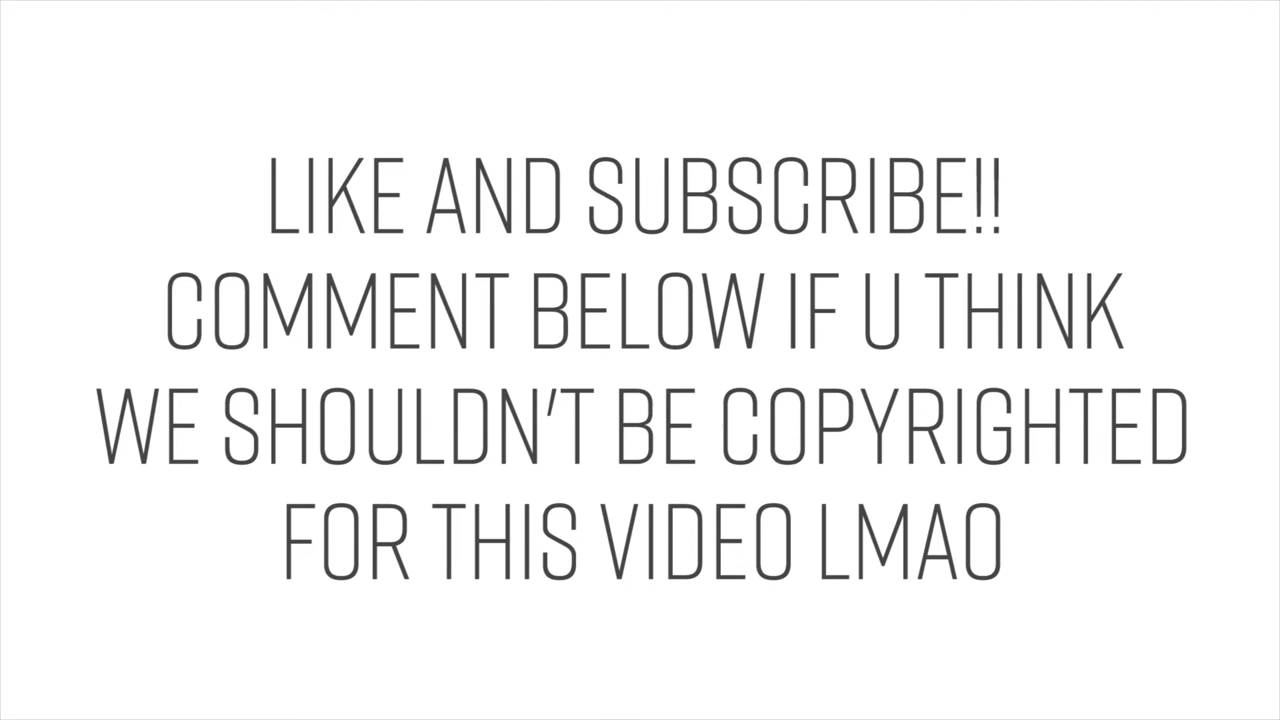 LIKE AND SUBSCRIBE!!
COMMENT BELOW IF U THINK
WE SHOULDN'T BE COPYRIGHTED
FOR THIS VIDEO LMAO